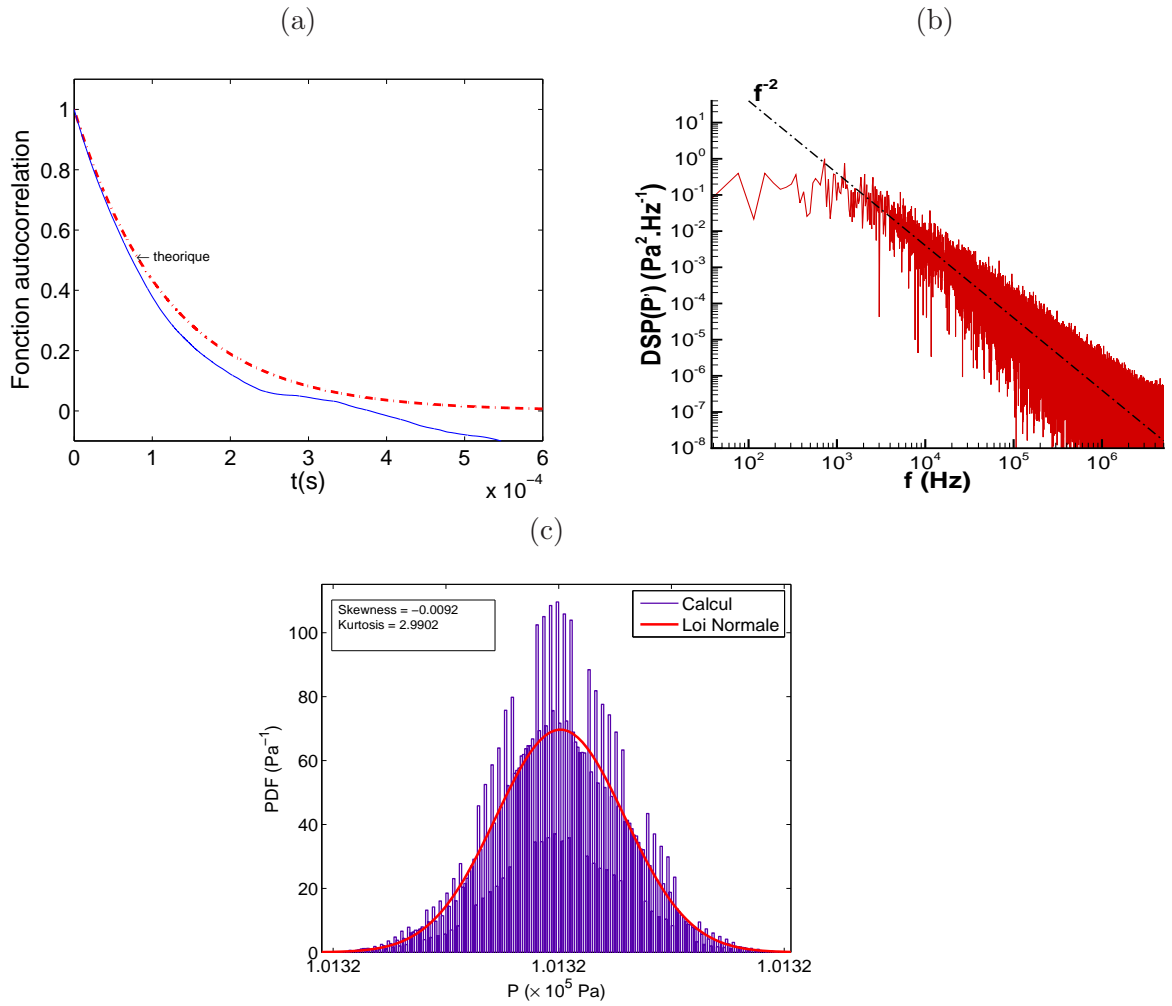 (a)
Fonction autocorrelation
1
0.8
0.6
0.4
0.2
0
← theorique
0 1 2 3 4 5 6
t(s)
x 10⁻⁴
(b)
f⁻²
DSP(P') (Pa².Hz⁻¹)
10¹
10⁰
10⁻¹
10⁻²
10⁻³
10⁻⁴
10⁻⁵
10⁻⁶
10⁻⁷
10⁻⁸
10² 10³ 10⁴ 10⁵ 10⁶
f (Hz)
(c)
Skewness = −0.0092
Kurtosis = 2.9902
Calcul
Loi Normale
PDF (Pa⁻¹)
100
80
60
40
20
0
1.0132 1.0132 1.0132
P (× 10⁵ Pa)